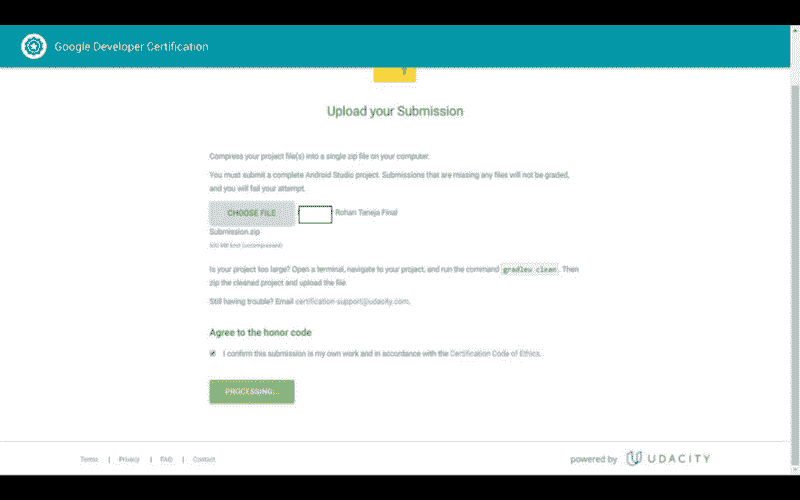 Google Developer Certification
Upload your Submission
Compress your project file(s) into a single zip file on your computer.
You must submit a complete Android Studio project. Submissions that are missing any files will not be graded,
and you will fail your attempt.
CHOOSE FILE Rohan Taneja Final
Submission.zip
500 MB limit (uncompressed)
Is your project too large? Open a terminal, navigate to your project, and run the command gradlew clean. Then
zip the cleaned project and upload the file.
Still having trouble? Email certification-support@udacity.com.
Agree to the honor code
I confirm this submission is my own work and in accordance with the Certification Code of Ethics.
PROCESSING...
Terms | Privacy | FAQ | Contact
powered by UDACITY